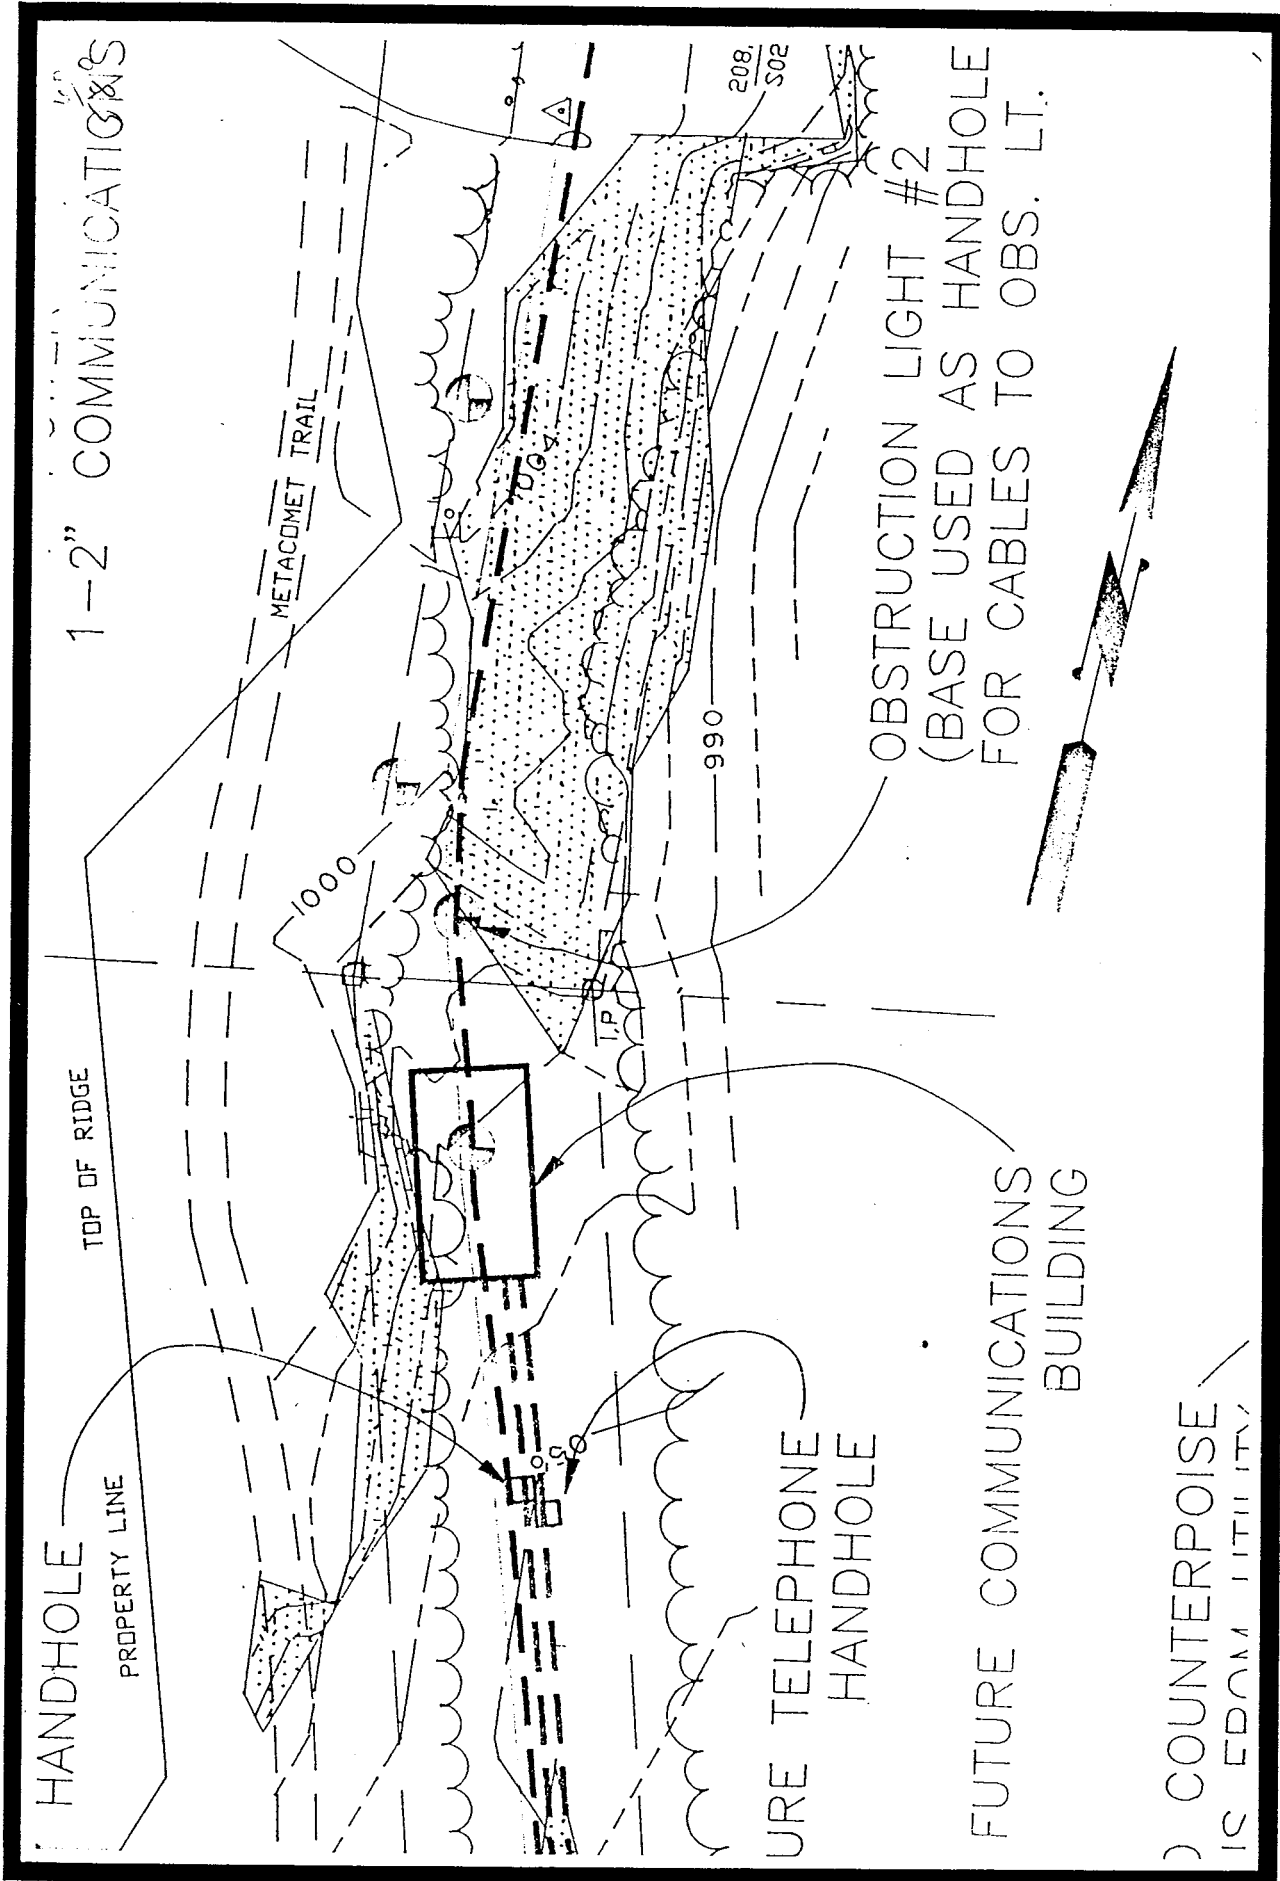 1-2" COMMUNICATIONS
METACOMET TRAIL
208.
S02
OBSTRUCTION LIGHT #2
(BASE USED AS HANDHOLE
FOR CABLES TO OBS. LT.
990
1000
I.P
TOP OF RIDGE
PROPERTY LINE
HANDHOLE
URE TELEPHONE
HANDHOLE
FUTURE COMMUNICATIONS
BUILDING
) COUNTERPOISE